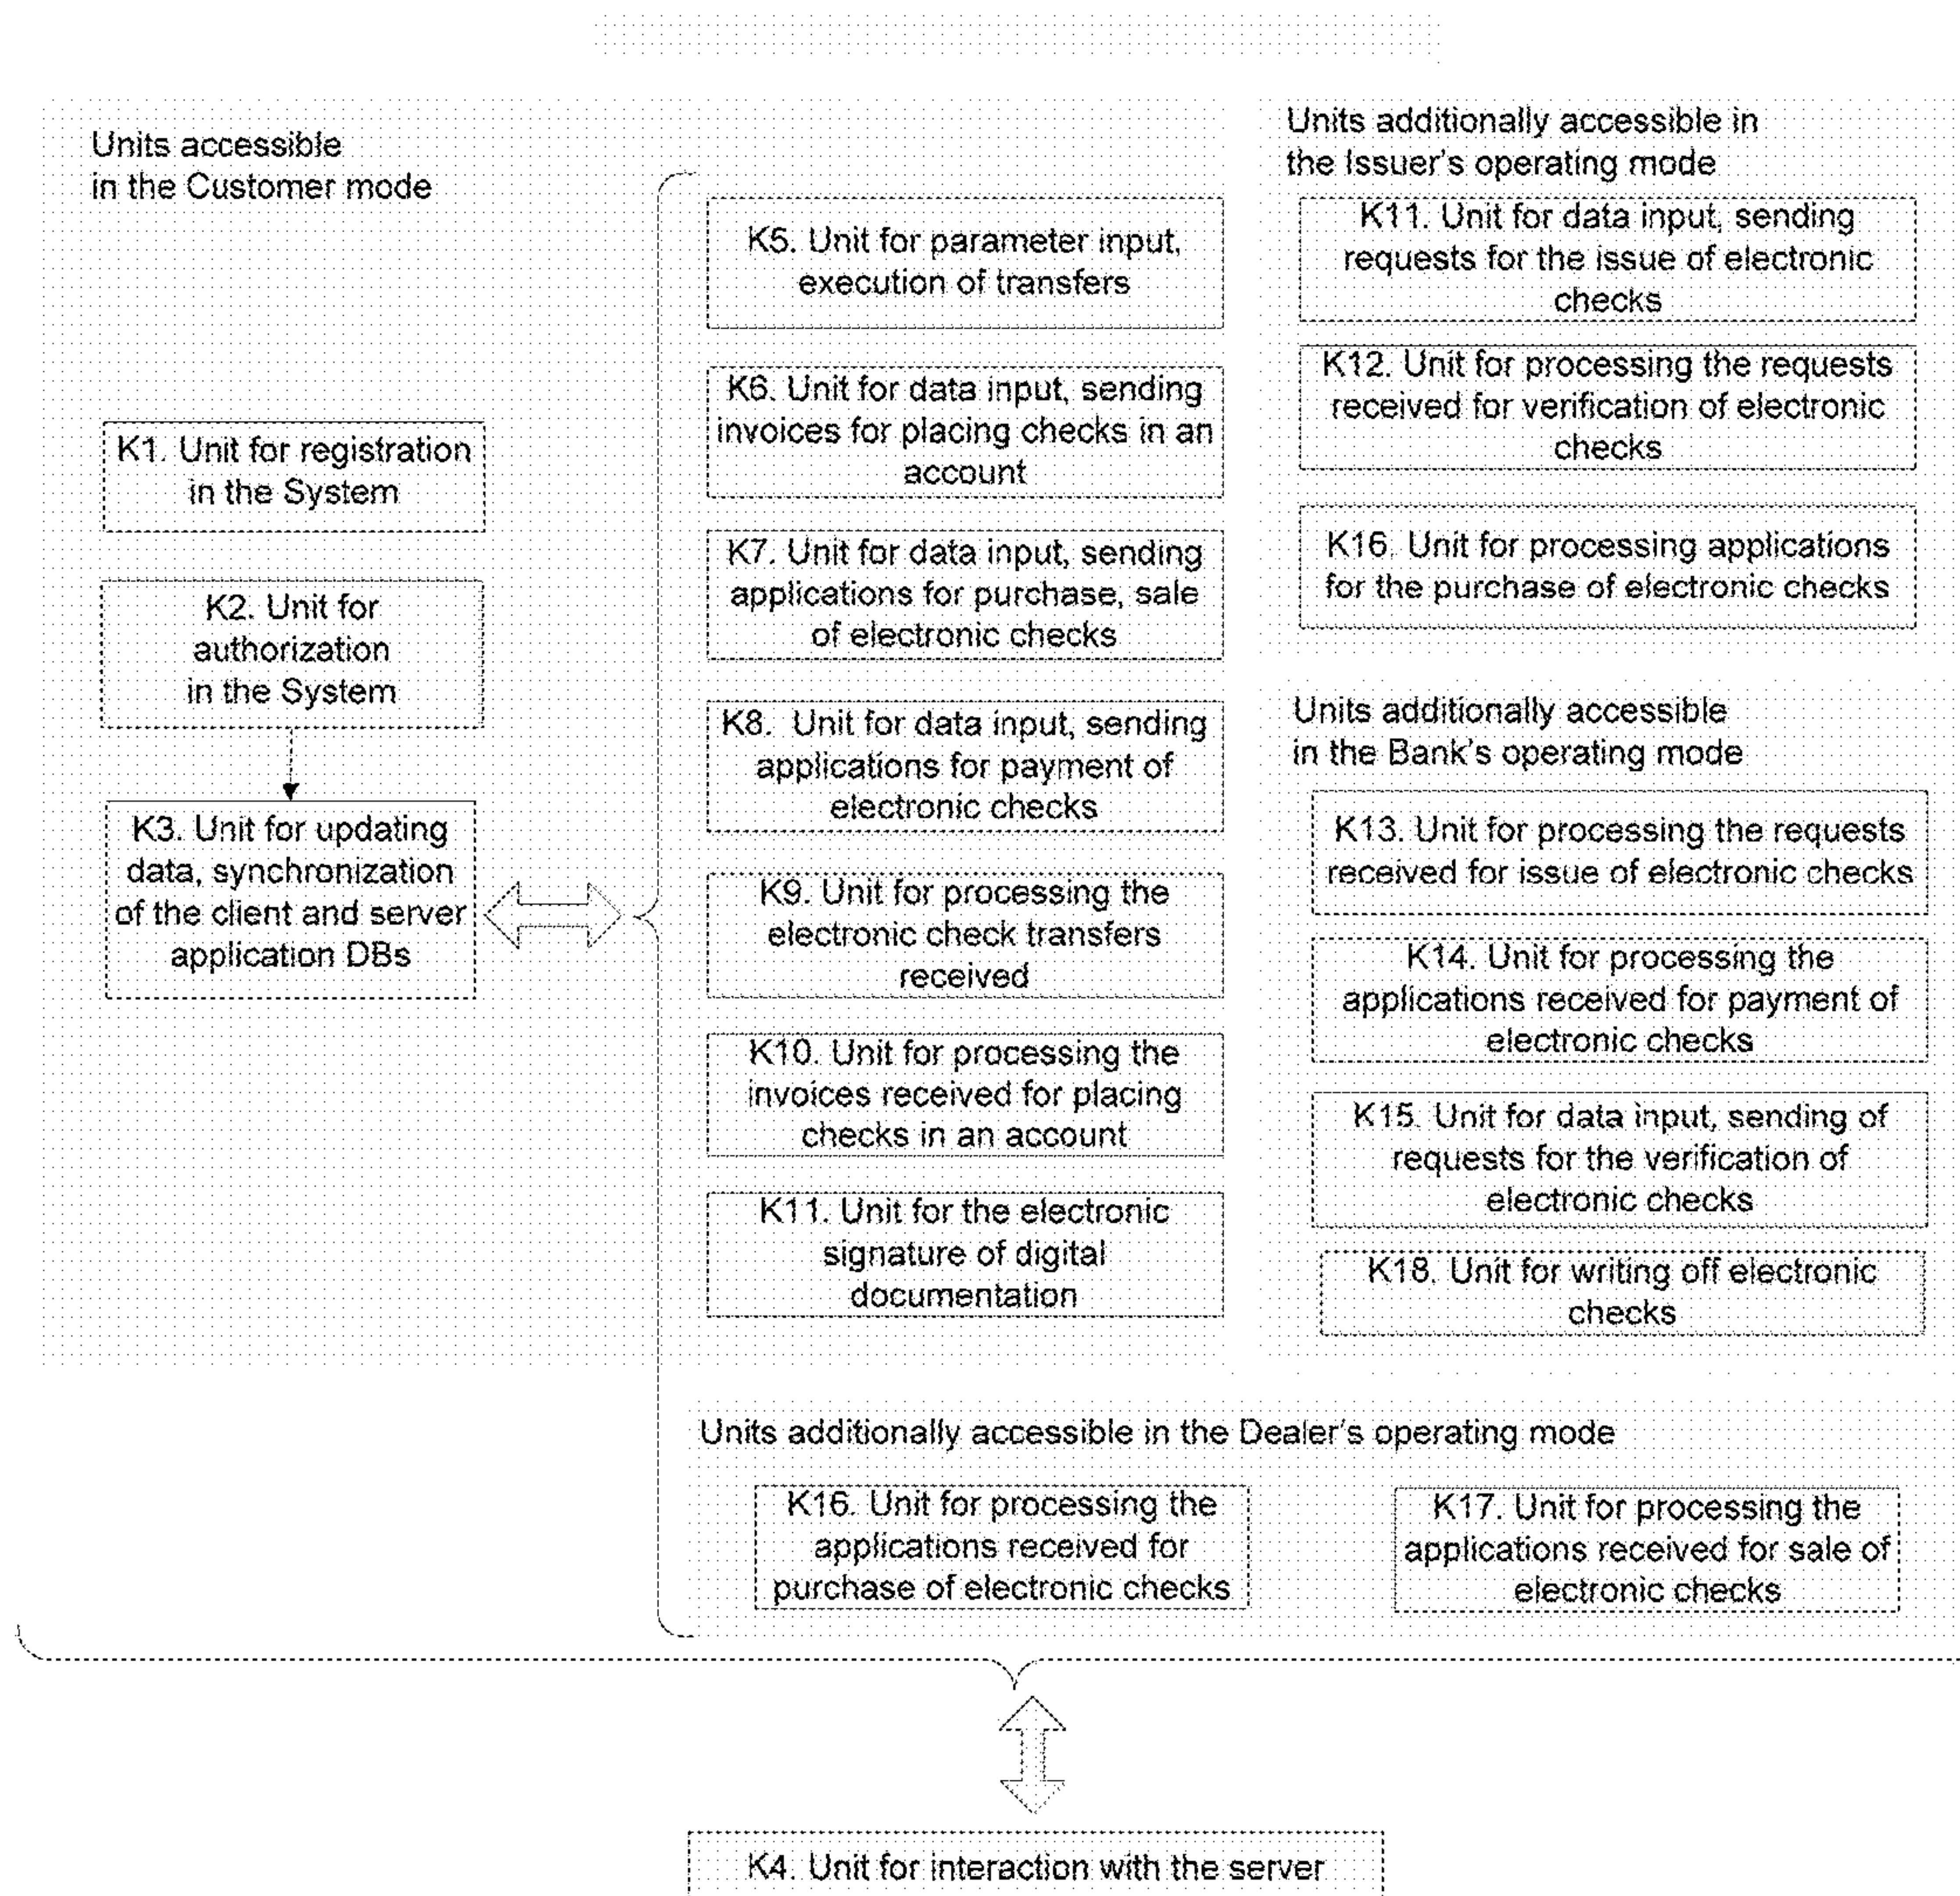 Units accessible
in the Customer mode
K1. Unit for registration
in the System
K2. Unit for
authorization
in the System
K3. Unit for updating
data, synchronization
of the client and server
application DBs
K5. Unit for parameter input,
execution of transfers
K6. Unit for data input, sending
invoices for placing checks in an
account
K7. Unit for data input, sending
applications for purchase, sale
of electronic checks
K8. Unit for data input, sending
applications for payment of
electronic checks
K9. Unit for processing the
electronic check transfers
received
K10. Unit for processing the
invoices received for placing
checks in an account
K11. Unit for the electronic
signature of digital
documentation
Units additionally accessible in
the Issuer's operating mode
K11. Unit for data input, sending
requests for the issue of electronic
checks
K12. Unit for processing the requests
received for verification of electronic
checks
K16. Unit for processing applications
for the purchase of electronic checks
Units additionally accessible
in the Bank's operating mode
K13. Unit for processing the requests
received for issue of electronic checks
K14. Unit for processing the
applications received for payment of
electronic checks
K15. Unit for data input, sending of
requests for the verification of
electronic checks
K18. Unit for writing off electronic
checks
Units additionally accessible in the Dealer's operating mode
K16. Unit for processing the
applications received for
purchase of electronic checks
K17. Unit for processing the
applications received for sale of
electronic checks
K4. Unit for interaction with the server